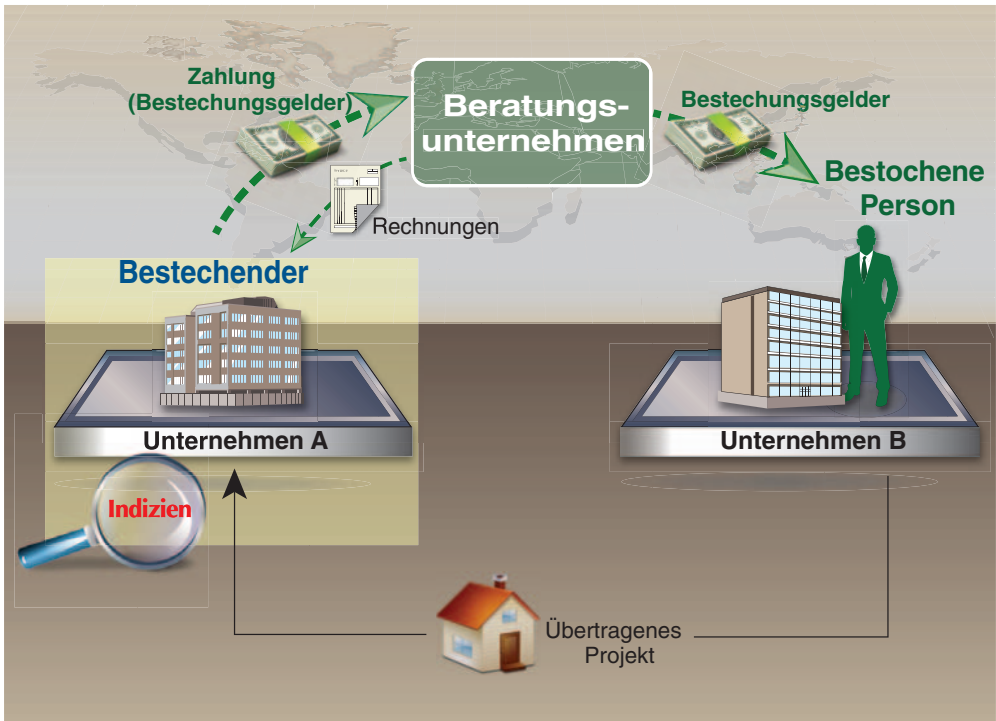 Zahlung
(Bestechungsgelder)
Beratungs-
unternehmen
Bestechungsgelder
Bestochene
Person
Rechnungen
Bestechender
Unternehmen A
Unternehmen B
Indizien
Übertragenes
Projekt